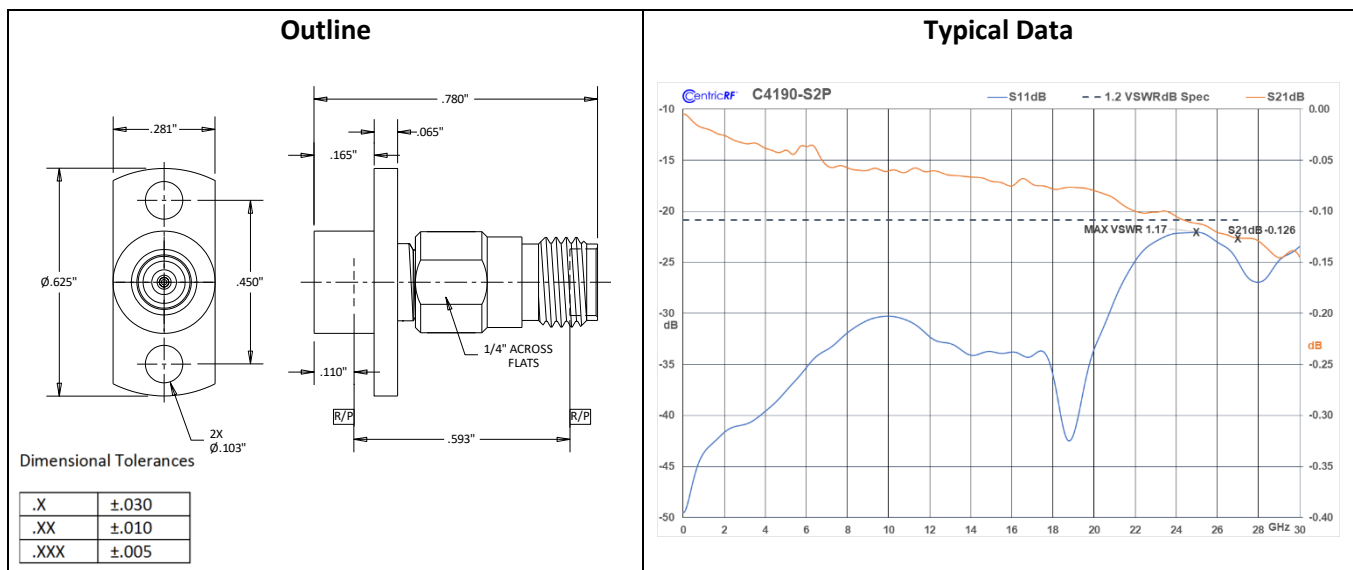 Outline
.780"
.281"
.065"
.165"
Ø.625"
.450"
1/4" ACROSS
FLATS
.110"
R/P
R/P
.593"
2X
Ø.103"
Dimensional Tolerances
.X ±.030
.XX ±.010
.XXX ±.005
Typical Data
CentricRF™ C4190-S2P
S11dB 1.2 VSWRdB Spec S21dB
-10 0.00
-15 -0.05
-20 -0.10
MAX VSWR 1.17 X S21dB -0.126
X
-25 -0.15
-30 -0.20
dB
dB
-35 -0.25
-40 -0.30
-45 -0.35
-50 -0.40
0 2 4 6 8 10 12 14 16 18 20 22 24 26 28 GHz 30